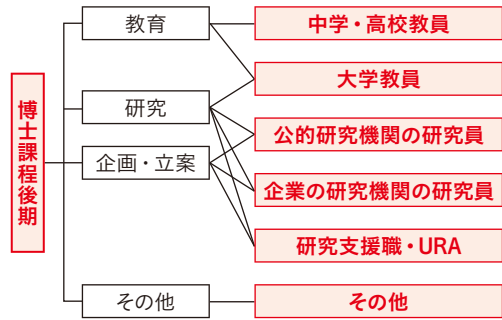 博士課程後期
教育
研究
企画・立案
その他
中学・高校教員
大学教員
公的研究機関の研究員
企業の研究機関の研究員
研究支援職・URA
その他